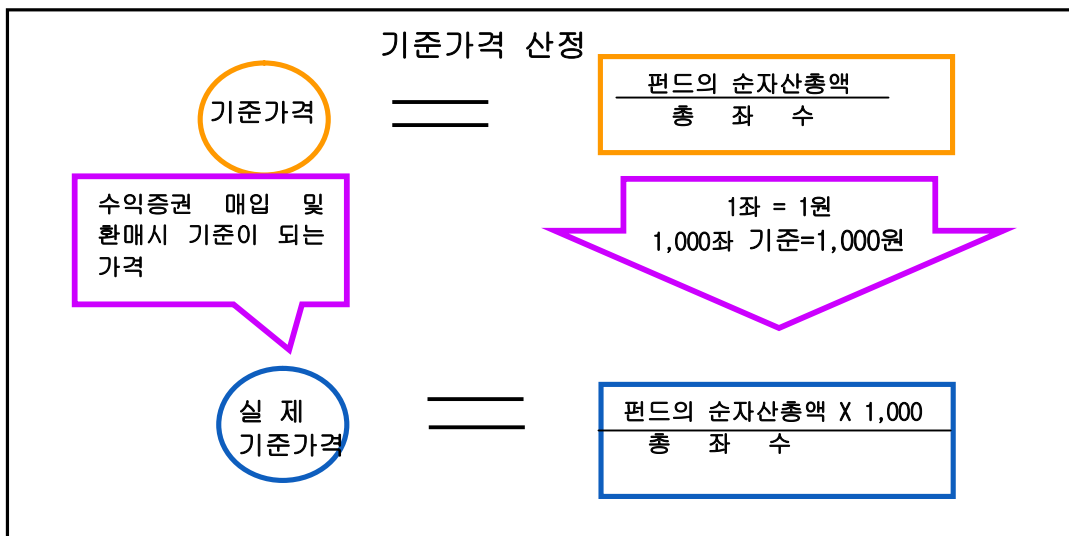 기준가격 산정
기준가격
펀드의 순자산총액
총 좌 수
수익증권 매입 및
환매시 기준이 되는
가격
1좌 = 1원
1,000좌 기준=1,000원
실 제
기준가격
펀드의 순자산총액 X 1,000
총 좌 수